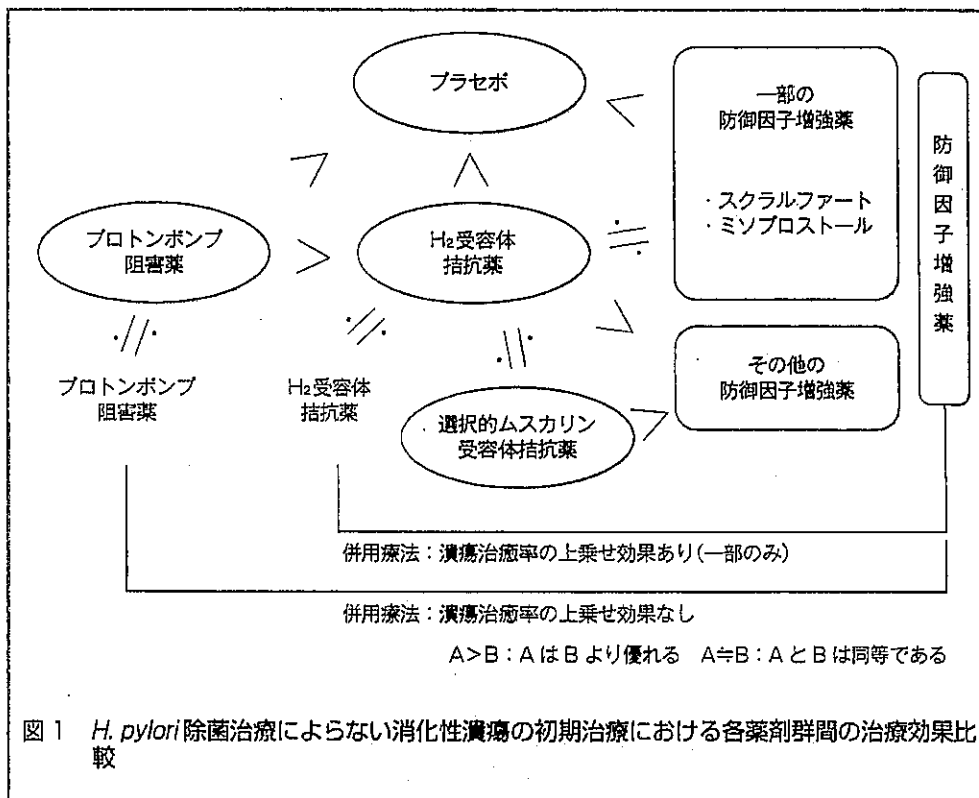 プラセボ
一部の
防御因子増強薬
・スクラルファート
・ミソプロストール
防御因子増強薬
>
>
>
プロトンポンプ
阻害薬
>
H₂受容体
拮抗薬
≒
≒
≒
≒
>
プロトンポンプ
阻害薬
H₂受容体
拮抗薬
その他の
防御因子増強薬
選択的ムスカリン
受容体拮抗薬
>
併用療法:潰瘍治癒率の上乗せ効果あり(一部のみ)
併用療法:潰瘍治癒率の上乗せ効果なし
A>B:AはBより優れる A≒B:AとBは同等である
図1 H. pylori除菌治療によらない消化性潰瘍の初期治療における各薬剤群間の治療効果比
較